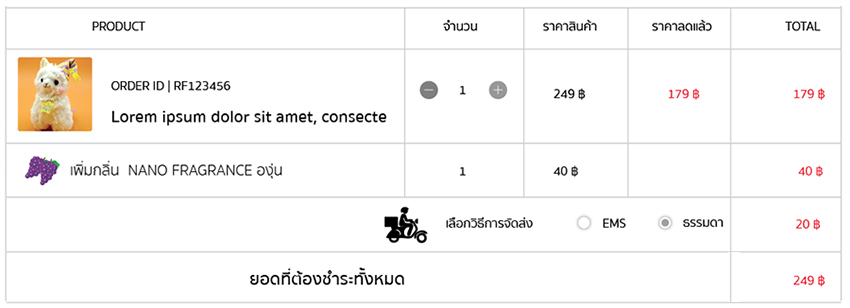 PRODUCT จำนวน ราคาสินค้า ราคาลดแล้ว TOTAL
ORDER ID | RF123456
Lorem ipsum dolor sit amet, consecte
1 249 ฿ 179 ฿ 179 ฿
เพิ่มกลิ่น NANO FRAGRANCE องุ่น 1 40 ฿ 40 ฿
เลือกวิธีการจัดส่ง EMS ธรรมดา 20 ฿
ยอดที่ต้องชำระทั้งหมด 249 ฿